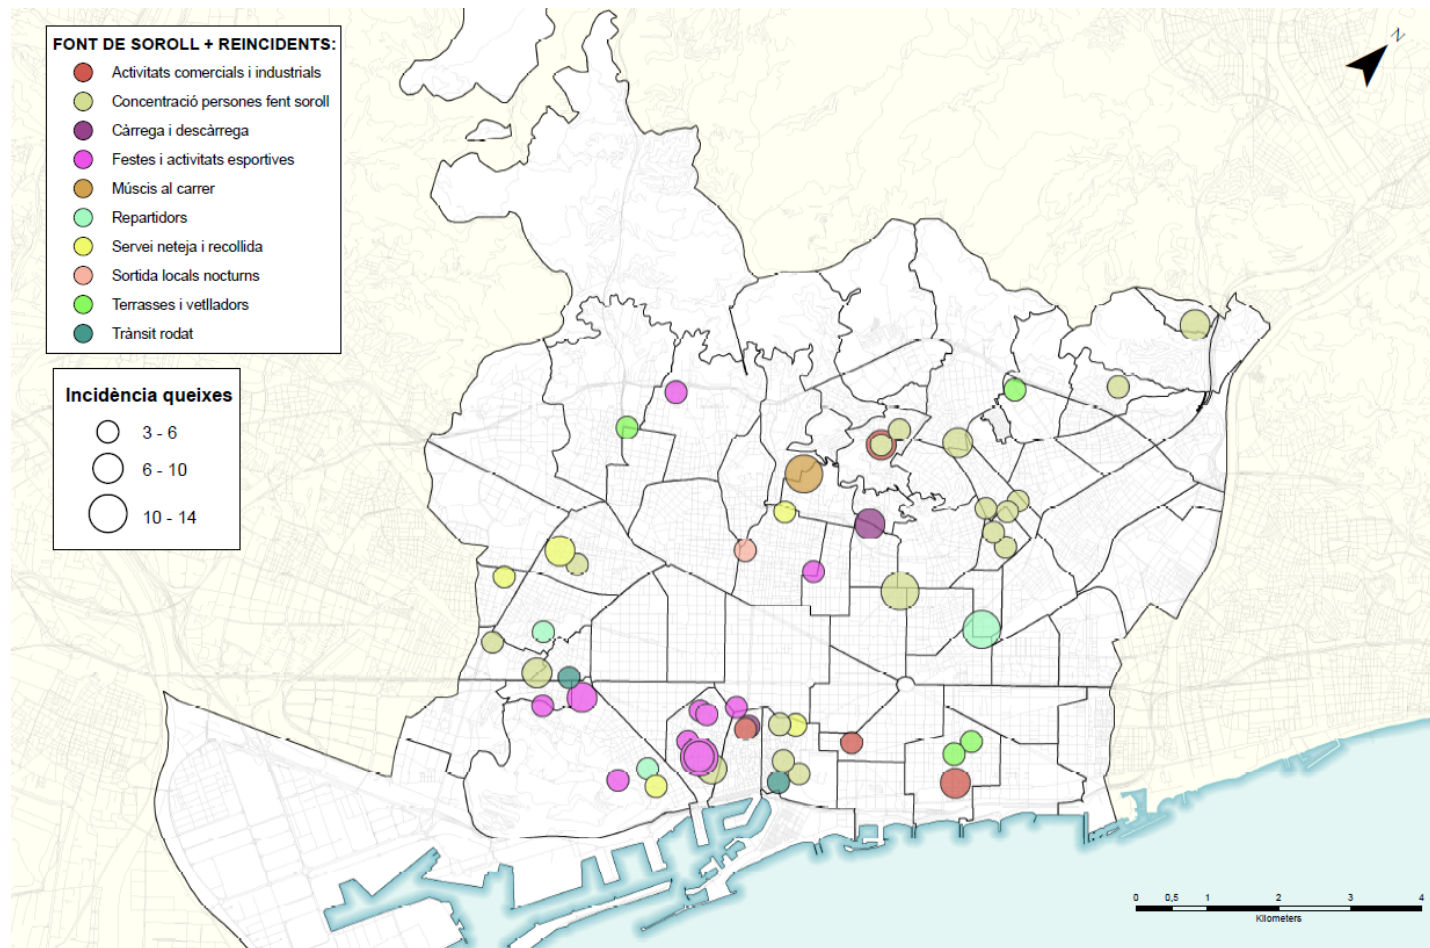 FONT DE SOROLL + REINCIDENTS:
Activitats comercials i industrials
Concentració persones fent soroll
Càrrega i descàrrega
Festes i activitats esportives
Múscis al carrer
Repartidors
Servei neteja i recollida
Sortida locals nocturns
Terrasses i vetlladors
Trànsit rodat
Incidència queixes
3 - 6
6 - 10
10 - 14
N
0 0,5 1 2 3 4
Kilometers